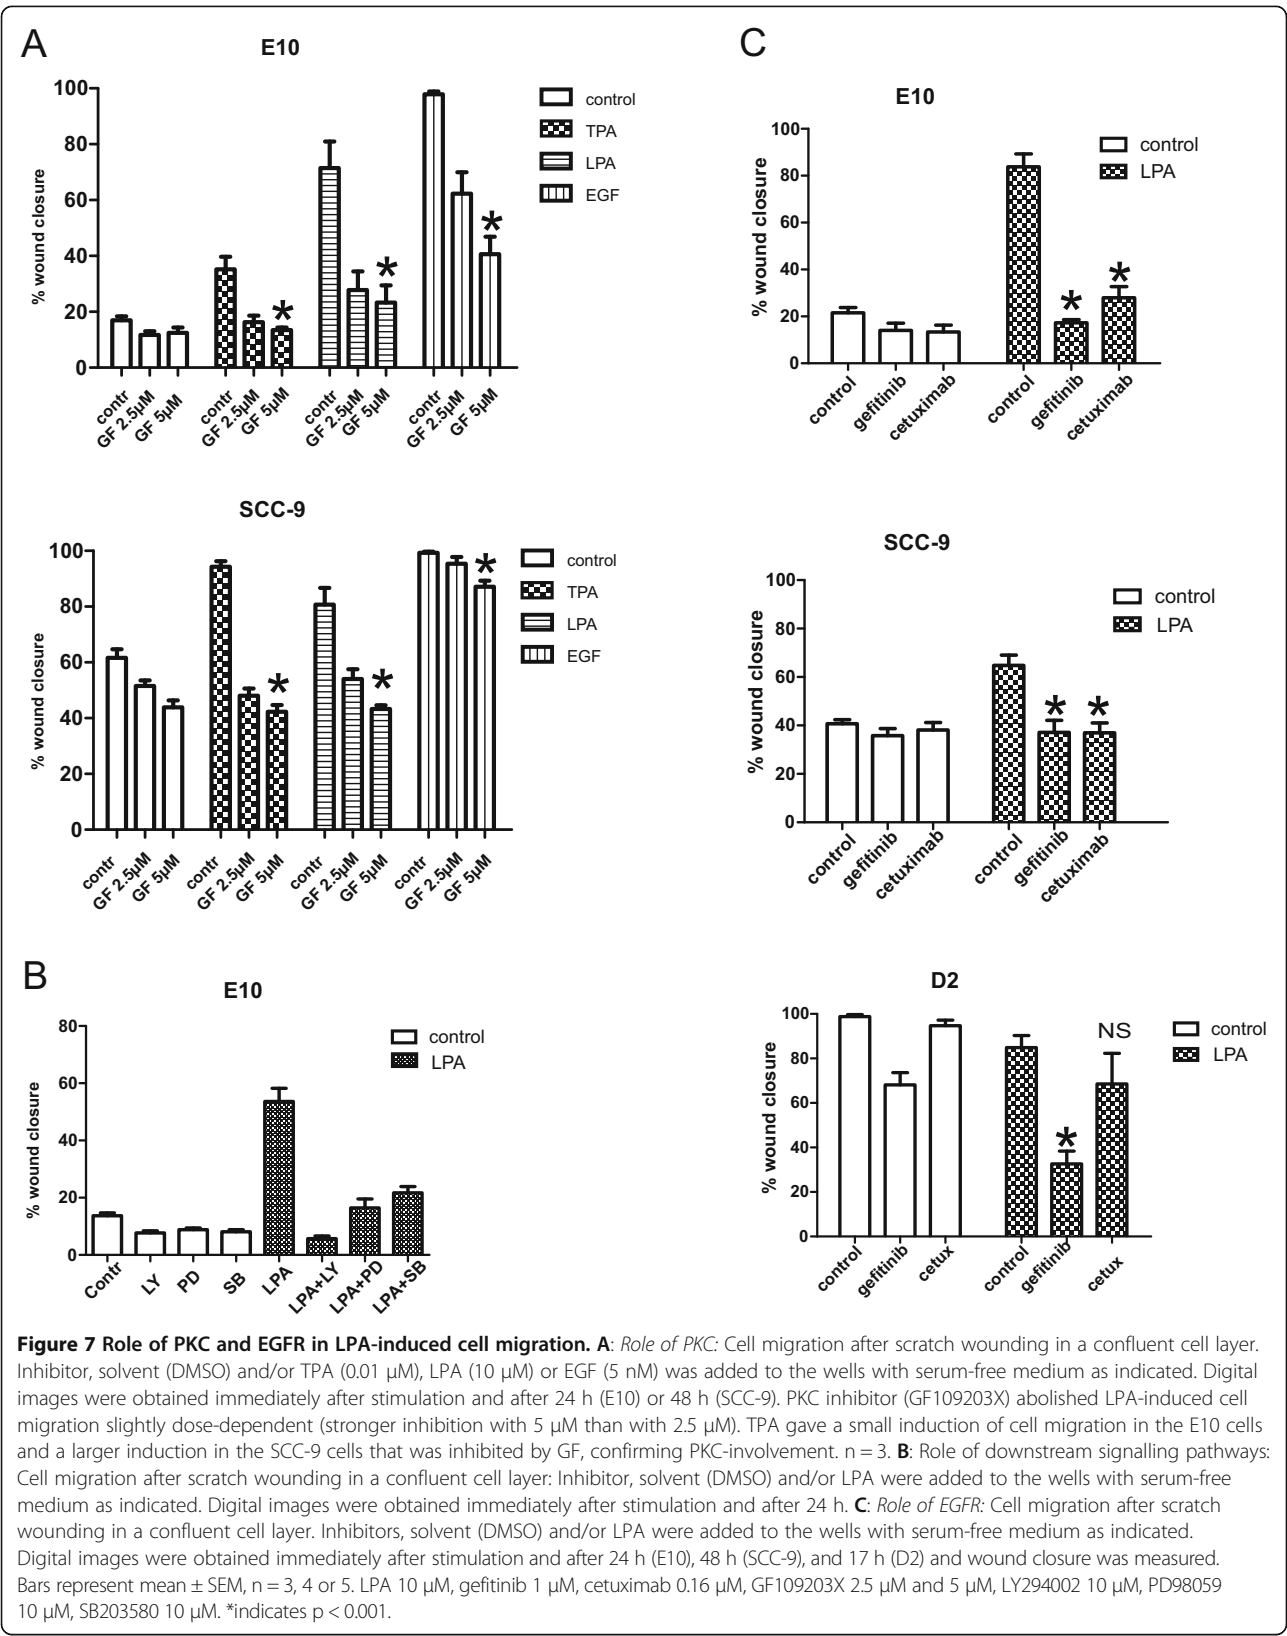 A
E10
% wound closure
100
80
60
40
20
0
control
TPA
LPA
EGF
*
*
*
contr
GF 2.5µM
GF 5µM
contr
GF 2.5µM
GF 5µM
contr
GF 2.5µM
GF 5µM
contr
GF 2.5µM
GF 5µM
SCC-9
% wound closure
100
80
60
40
20
0
control
TPA
LPA
EGF
*
*
*
contr
GF 2.5µM
GF 5µM
contr
GF 2.5µM
GF 5µM
contr
GF 2.5µM
GF 5µM
contr
GF 2.5µM
GF 5µM
B
E10
% wound closure
80
60
40
20
0
control
LPA
Contr
LY
PD
SB
LPA
LPA+LY
LPA+PD
LPA+SB
C
E10
% wound closure
100
80
60
40
20
0
control
LPA
*
*
control
gefitinib
cetuximab
control
gefitinib
cetuximab
SCC-9
% wound closure
100
80
60
40
20
0
control
LPA
*
*
control
gefitinib
cetuximab
control
gefitinib
cetuximab
D2
% wound closure
100
80
60
40
20
0
control
LPA
*
NS
control
gefitinib
cetux
control
gefitinib
cetux
Figure 7 Role of PKC and EGFR in LPA-induced cell migration. A: Role of PKC: Cell migration after scratch wounding in a confluent cell layer.
Inhibitor, solvent (DMSO) and/or TPA (0.01 µM), LPA (10 µM) or EGF (5 nM) was added to the wells with serum-free medium as indicated. Digital
images were obtained immediately after stimulation and after 24 h (E10) or 48 h (SCC-9). PKC inhibitor (GF109203X) abolished LPA-induced cell
migration slightly dose-dependent (stronger inhibition with 5 µM than with 2.5 µM). TPA gave a small induction of cell migration in the E10 cells
and a larger induction in the SCC-9 cells that was inhibited by GF, confirming PKC-involvement. n = 3. B: Role of downstream signalling pathways:
Cell migration after scratch wounding in a confluent cell layer: Inhibitor, solvent (DMSO) and/or LPA were added to the wells with serum-free
medium as indicated. Digital images were obtained immediately after stimulation and after 24 h. C: Role of EGFR: Cell migration after scratch
wounding in a confluent cell layer. Inhibitors, solvent (DMSO) and/or LPA were added to the wells with serum-free medium as indicated.
Digital images were obtained immediately after stimulation and after 24 h (E10), 48 h (SCC-9), and 17 h (D2) and wound closure was measured.
Bars represent mean ± SEM, n = 3, 4 or 5. LPA 10 µM, gefitinib 1 µM, cetuximab 0.16 µM, GF109203X 2.5 µM and 5 µM, LY294002 10 µM, PD98059
10 µM, SB203580 10 µM. *indicates p < 0.001.